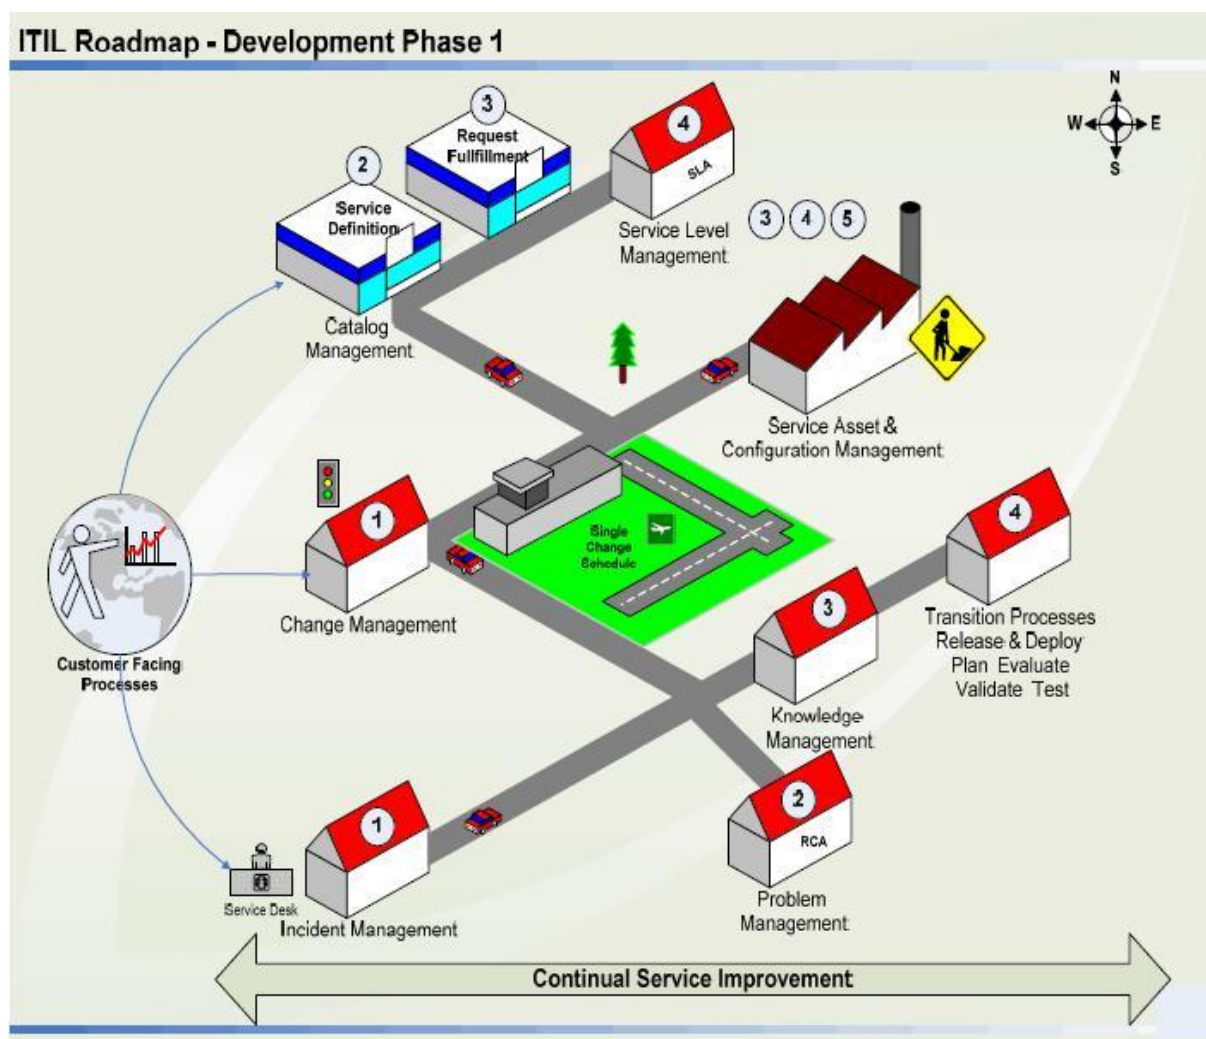 ITIL Roadmap - Development Phase 1
N
W
E
S
3
Request
Fullfillment
4
SLA
Service Level
Management
2
Service
Definition
Catalog
Management
3
4
5
Service Asset &
Configuration Management
1
Change Management
Single
Change
Schedule
4
Transition Processes
Release & Deploy
Plan Evaluate
Validate Test
3
Knowledge
Management
Customer Facing
Processes
2
RCA
Problem
Management
1
Service Desk
Incident Management
Continual Service Improvement